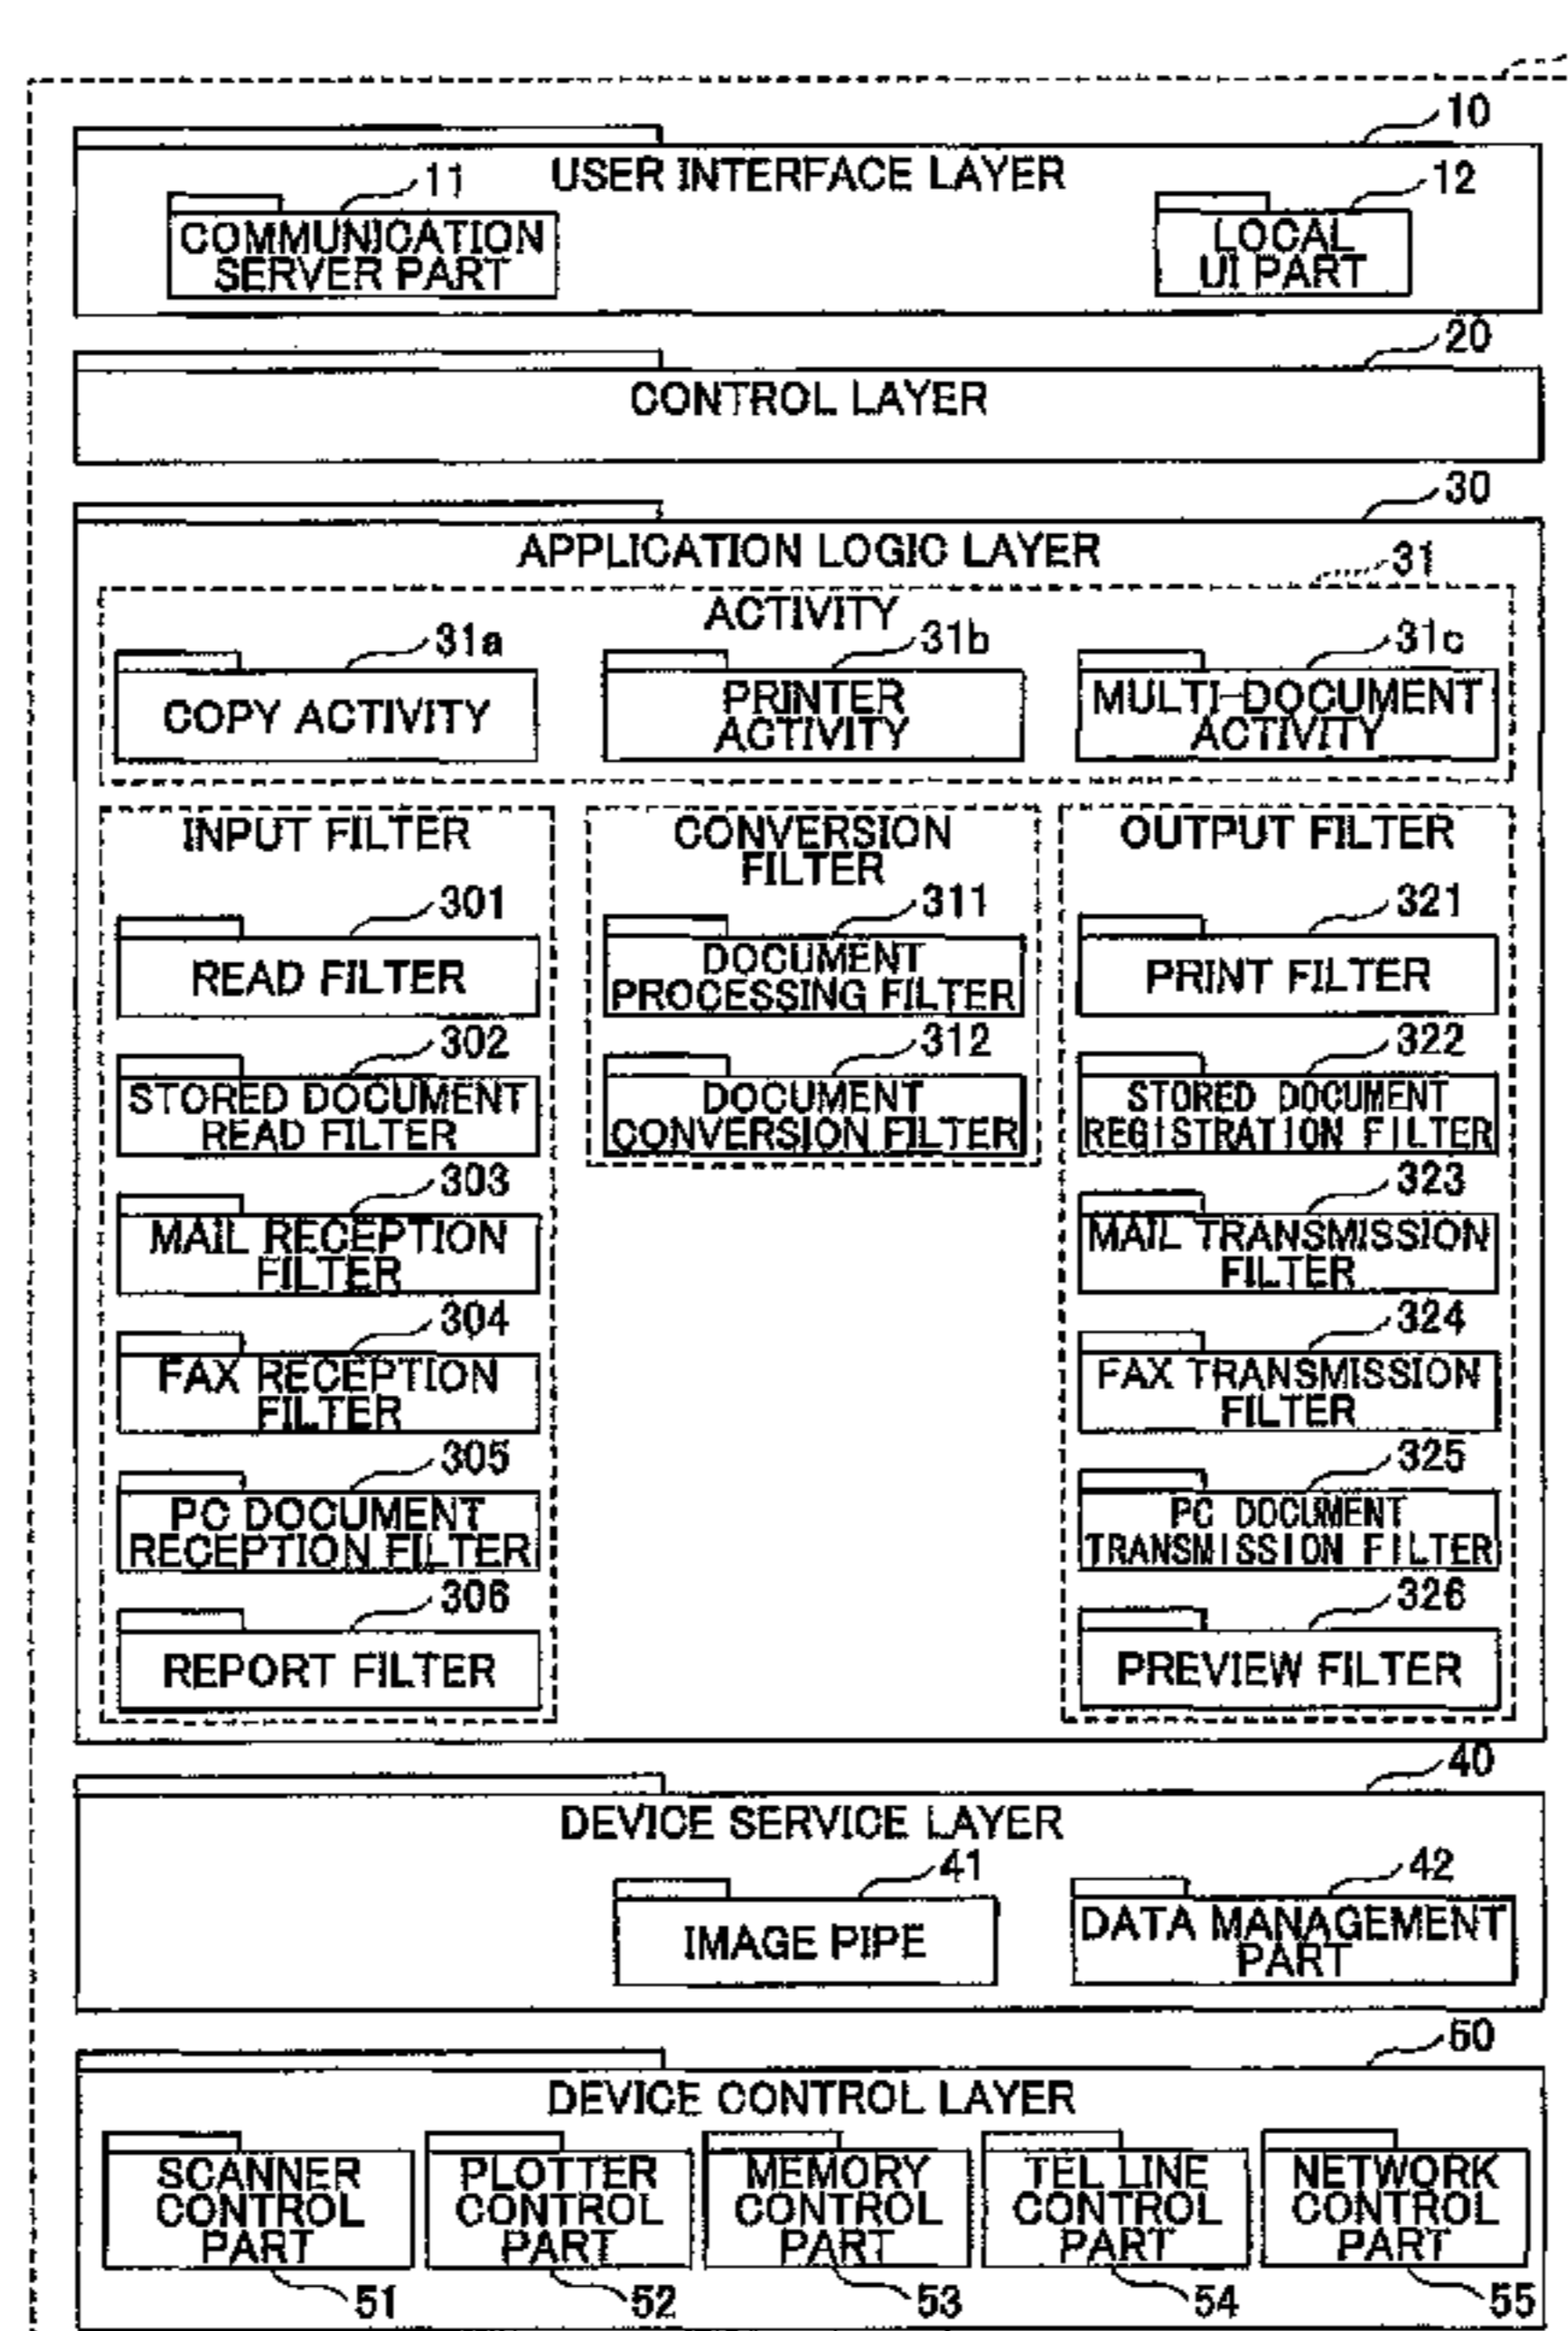 10
USER INTERFACE LAYER
11
12
COMMUNICATION
SERVER PART
LOCAL
UI PART
20
CONTROL LAYER
30
APPLICATION LOGIC LAYER
31
ACTIVITY
31a
31b
31c
COPY ACTIVITY
PRINTER
ACTIVITY
MULTI-DOCUMENT
ACTIVITY
INPUT FILTER
CONVERSION
FILTER
OUTPUT FILTER
301
311
321
READ FILTER
DOCUMENT
PROCESSING FILTER
PRINT FILTER
302
312
322
STORED DOCUMENT
READ FILTER
DOCUMENT
CONVERSION FILTER
STORED DOCUMENT
REGISTRATION FILTER
303
323
MAIL RECEPTION
FILTER
MAIL TRANSMISSION
FILTER
304
324
FAX RECEPTION
FILTER
FAX TRANSMISSION
FILTER
305
325
PC DOCUMENT
RECEPTION FILTER
PC DOCUMENT
TRANSMISSION FILTER
306
326
REPORT FILTER
PREVIEW FILTER
40
DEVICE SERVICE LAYER
41
42
IMAGE PIPE
DATA MANAGEMENT
PART
50
DEVICE CONTROL LAYER
SCANNER
CONTROL
PART
PLOTTER
CONTROL
PART
MEMORY
CONTROL
PART
TEL LINE
CONTROL
PART
NETWORK
CONTROL
PART
51
52
53
54
55